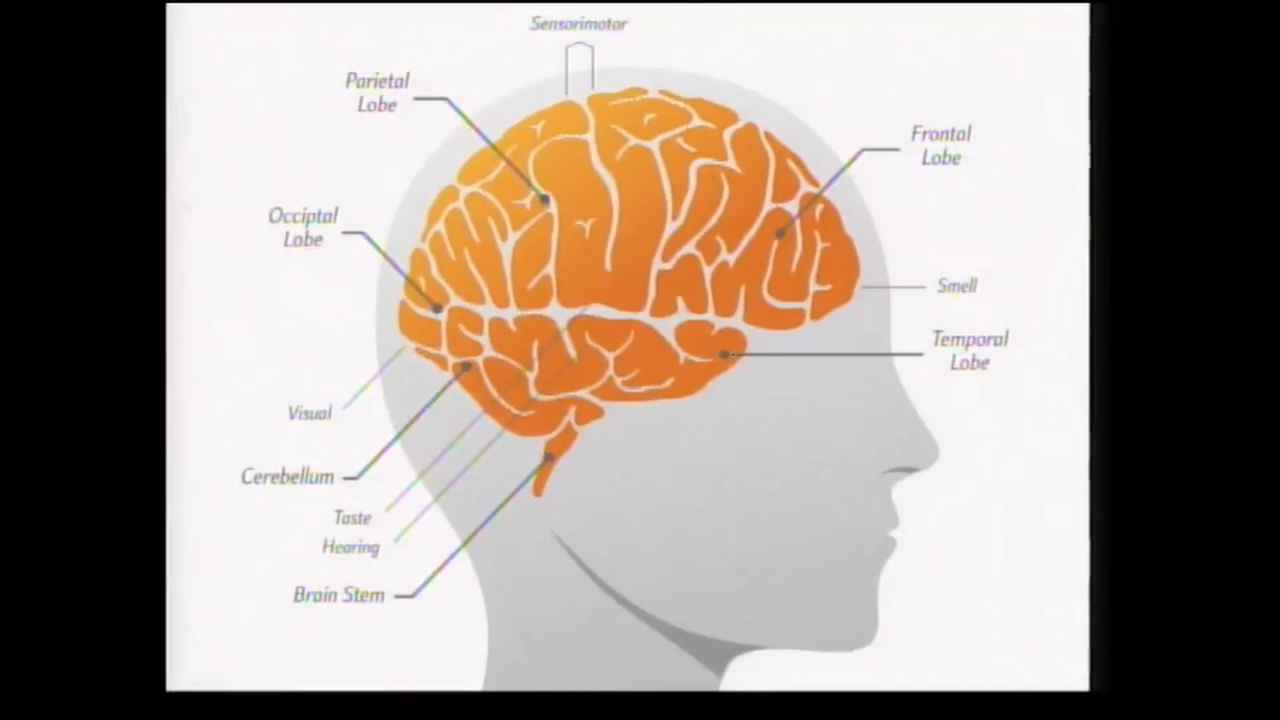 Sensorimotor
Parietal
Lobe
Frontal
Lobe
Occiptal
Lobe
Smell
Temporal
Lobe
Visual
Cerebellum
Taste
Hearing
Brain Stem